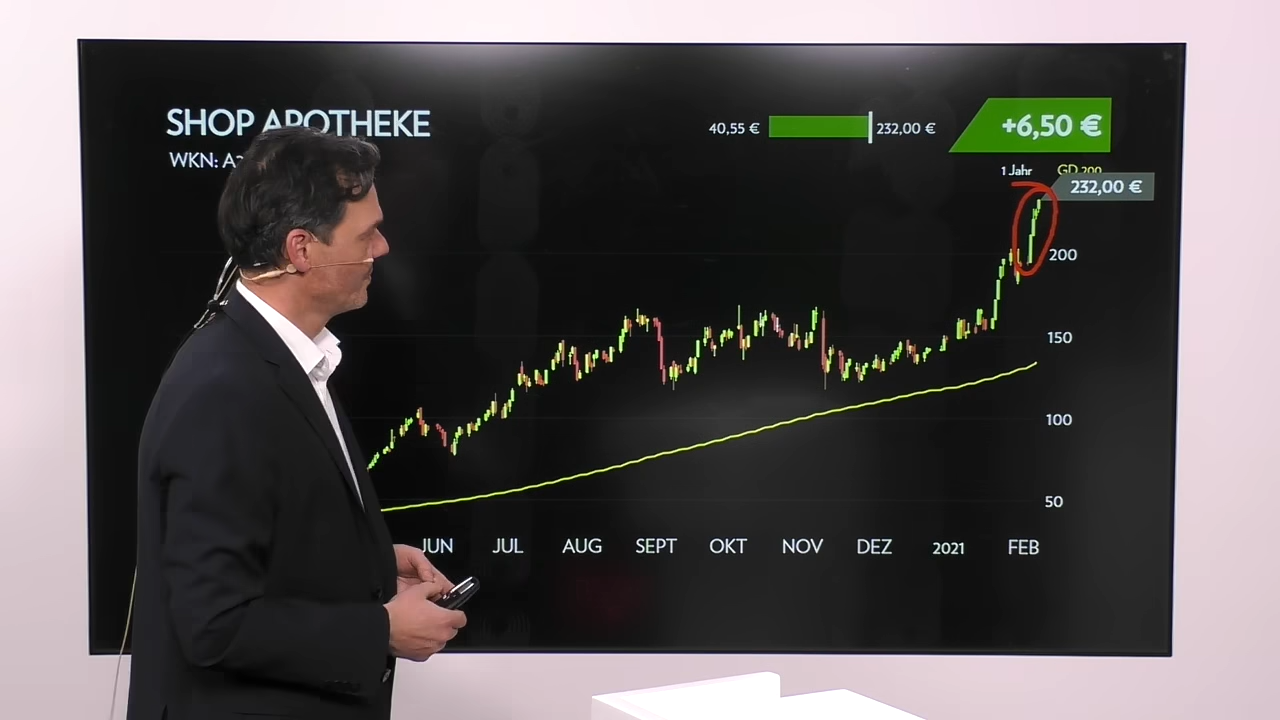 SHOP APOTHEKE
WKN: A
40,55 € 232,00 €
+6,50 €
1 Jahr GD 200
232,00 €
200
150
100
50
JUN JUL AUG SEPT OKT NOV DEZ 2021 FEB